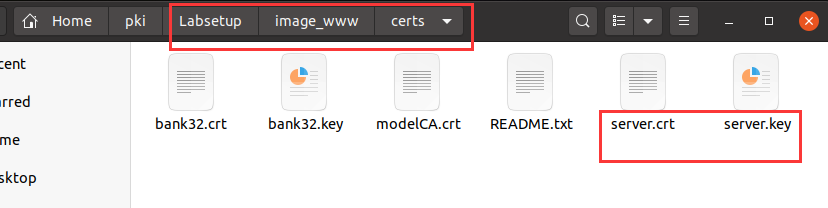 Home pki Labsetup image_www certs
cent
arred
me
sktop
bank32.crt bank32.key modelCA.crt README.txt server.crt server.key